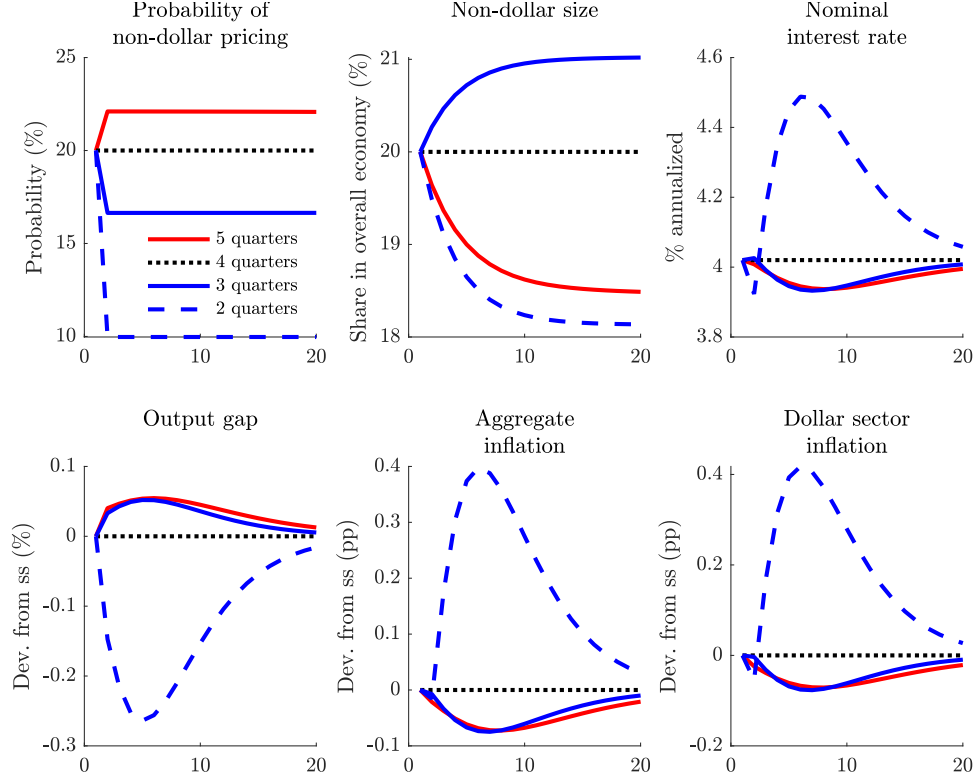 Probability of
non-dollar pricing
Probability (%)
25
20
15
10
0
10
20
5 quarters
4 quarters
3 quarters
2 quarters
Non-dollar size
Share in overall economy (%)
21
20
19
18
0
10
20
Nominal
interest rate
% annualized
4.6
4.4
4.2
4
3.8
0
10
20
Output gap
Dev. from ss (%)
0.1
0
-0.1
-0.2
-0.3
0
10
20
Aggregate
inflation
Dev. from ss (pp)
0.4
0.3
0.2
0.1
0
-0.1
0
10
20
Dollar sector
inflation
Dev. from ss (pp)
0.4
0.2
0
-0.2
0
10
20